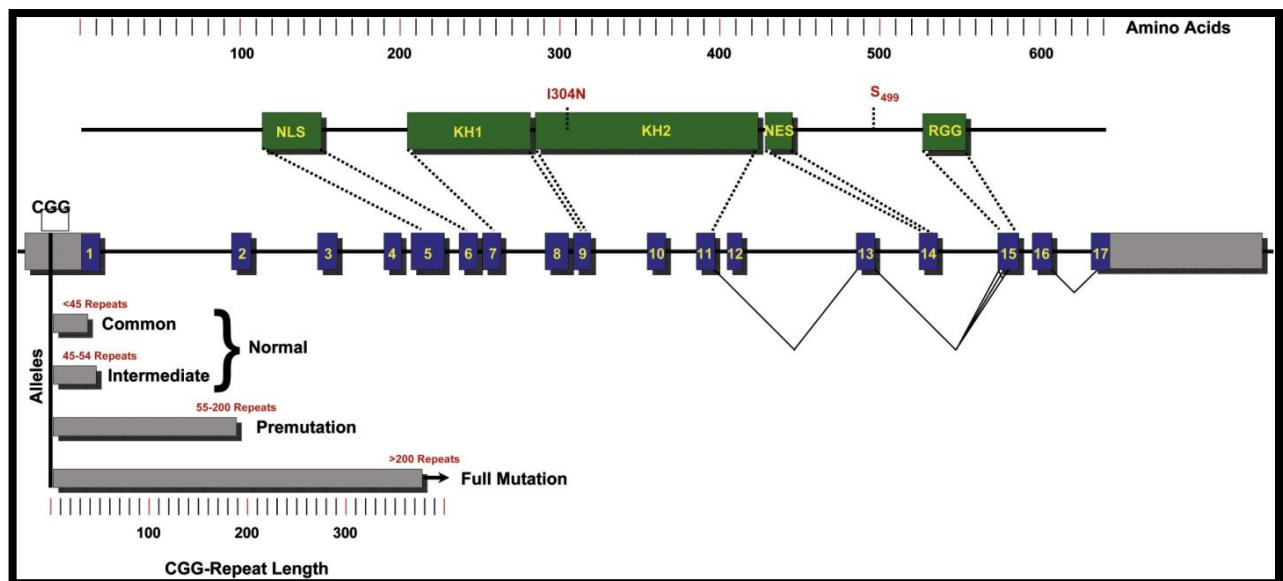 Amino Acids
100 200 300 400 500 600
I304N S499
NLS KH1 KH2 NES RGG
CGG
1 2 3 4 5 6 7 8 9 10 11 12 13 14 15 16 17
<45 Repeats
Common
Normal
45-54 Repeats
Intermediate
Alleles
55-200 Repeats
Premutation
>200 Repeats
Full Mutation
100 200 300
CGG-Repeat Length